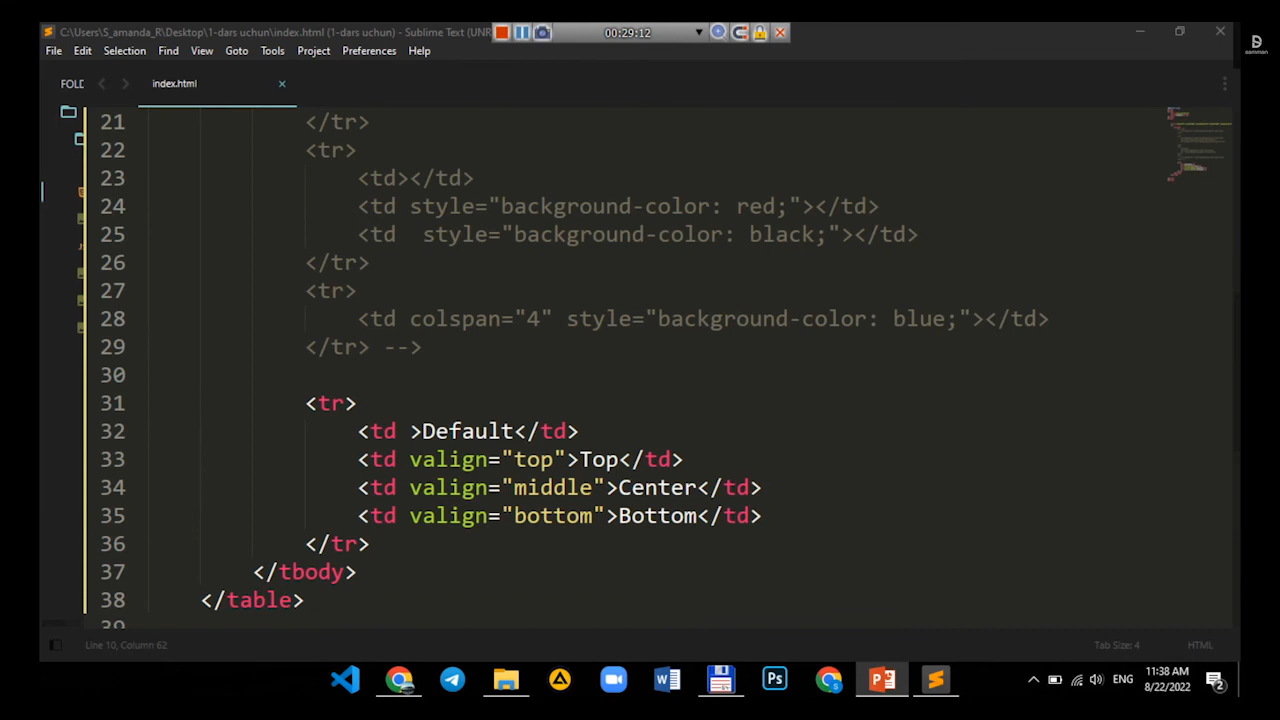 C:\Users\S_amanda_R\Desktop\1-dars uchun\index.html (1-dars uchun) - Sublime Text (UNR
00:29:12
File Edit Selection Find View Goto Tools Project Preferences Help
FOLD
index.html
damman
21 </tr>
22 <tr>
23 <td></td>
24 <td style="background-color: red;"></td>
25 <td  style="background-color: black;"></td>
26 </tr>
27 <tr>
28 <td colspan="4" style="background-color: blue;"></td>
29 </tr> -->
30
31 <tr>
32 <td >Default</td>
33 <td valign="top">Top</td>
34 <td valign="middle">Center</td>
35 <td valign="bottom">Bottom</td>
36 </tr>
37 </tbody>
38 </table>
39
Line 10, Column 62 Tab Size: 4 HTML
ENG 11:38 AM
8/22/2022 2